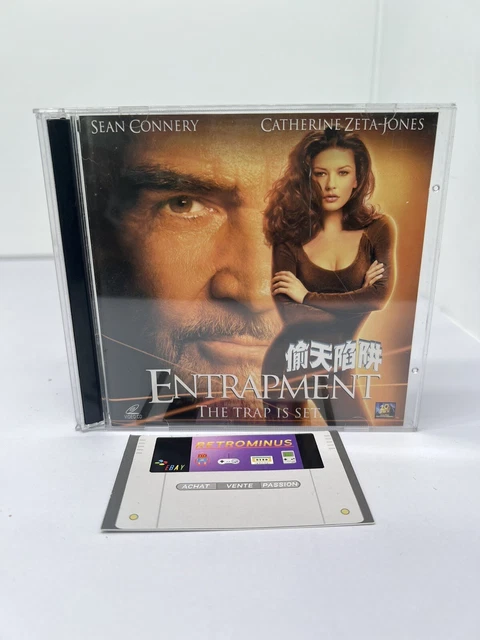 SEAN CONNERY CATHERINE ZETA-JONES
偷天陷阱
ENTRAPMENT
THE TRAP IS SET
RETROMINUS
EBAY
ACHAT VENTE PASSION